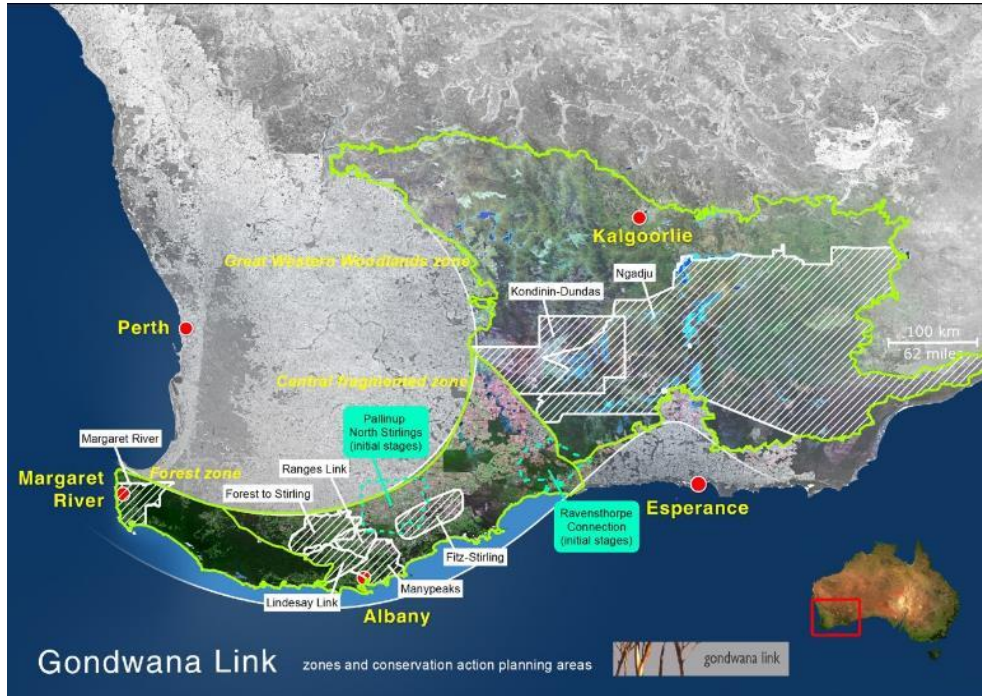 Kalgoorlie
Great Western Woodlands zone
Ngadju
Kondinin-Dundas
Perth
100 km
62 miles
Central fragmented zone
Pallinup
North Stirlings
(initial stages)
Margaret River
Ranges Link
Forest zone
Margaret
River
Forest to Stirling
Esperance
Ravensthorpe
Connection
(initial stages)
Fitz-Stirling
Manypeaks
Lindesay Link
Albany
Gondwana Link
zones and conservation action planning areas
gondwana link